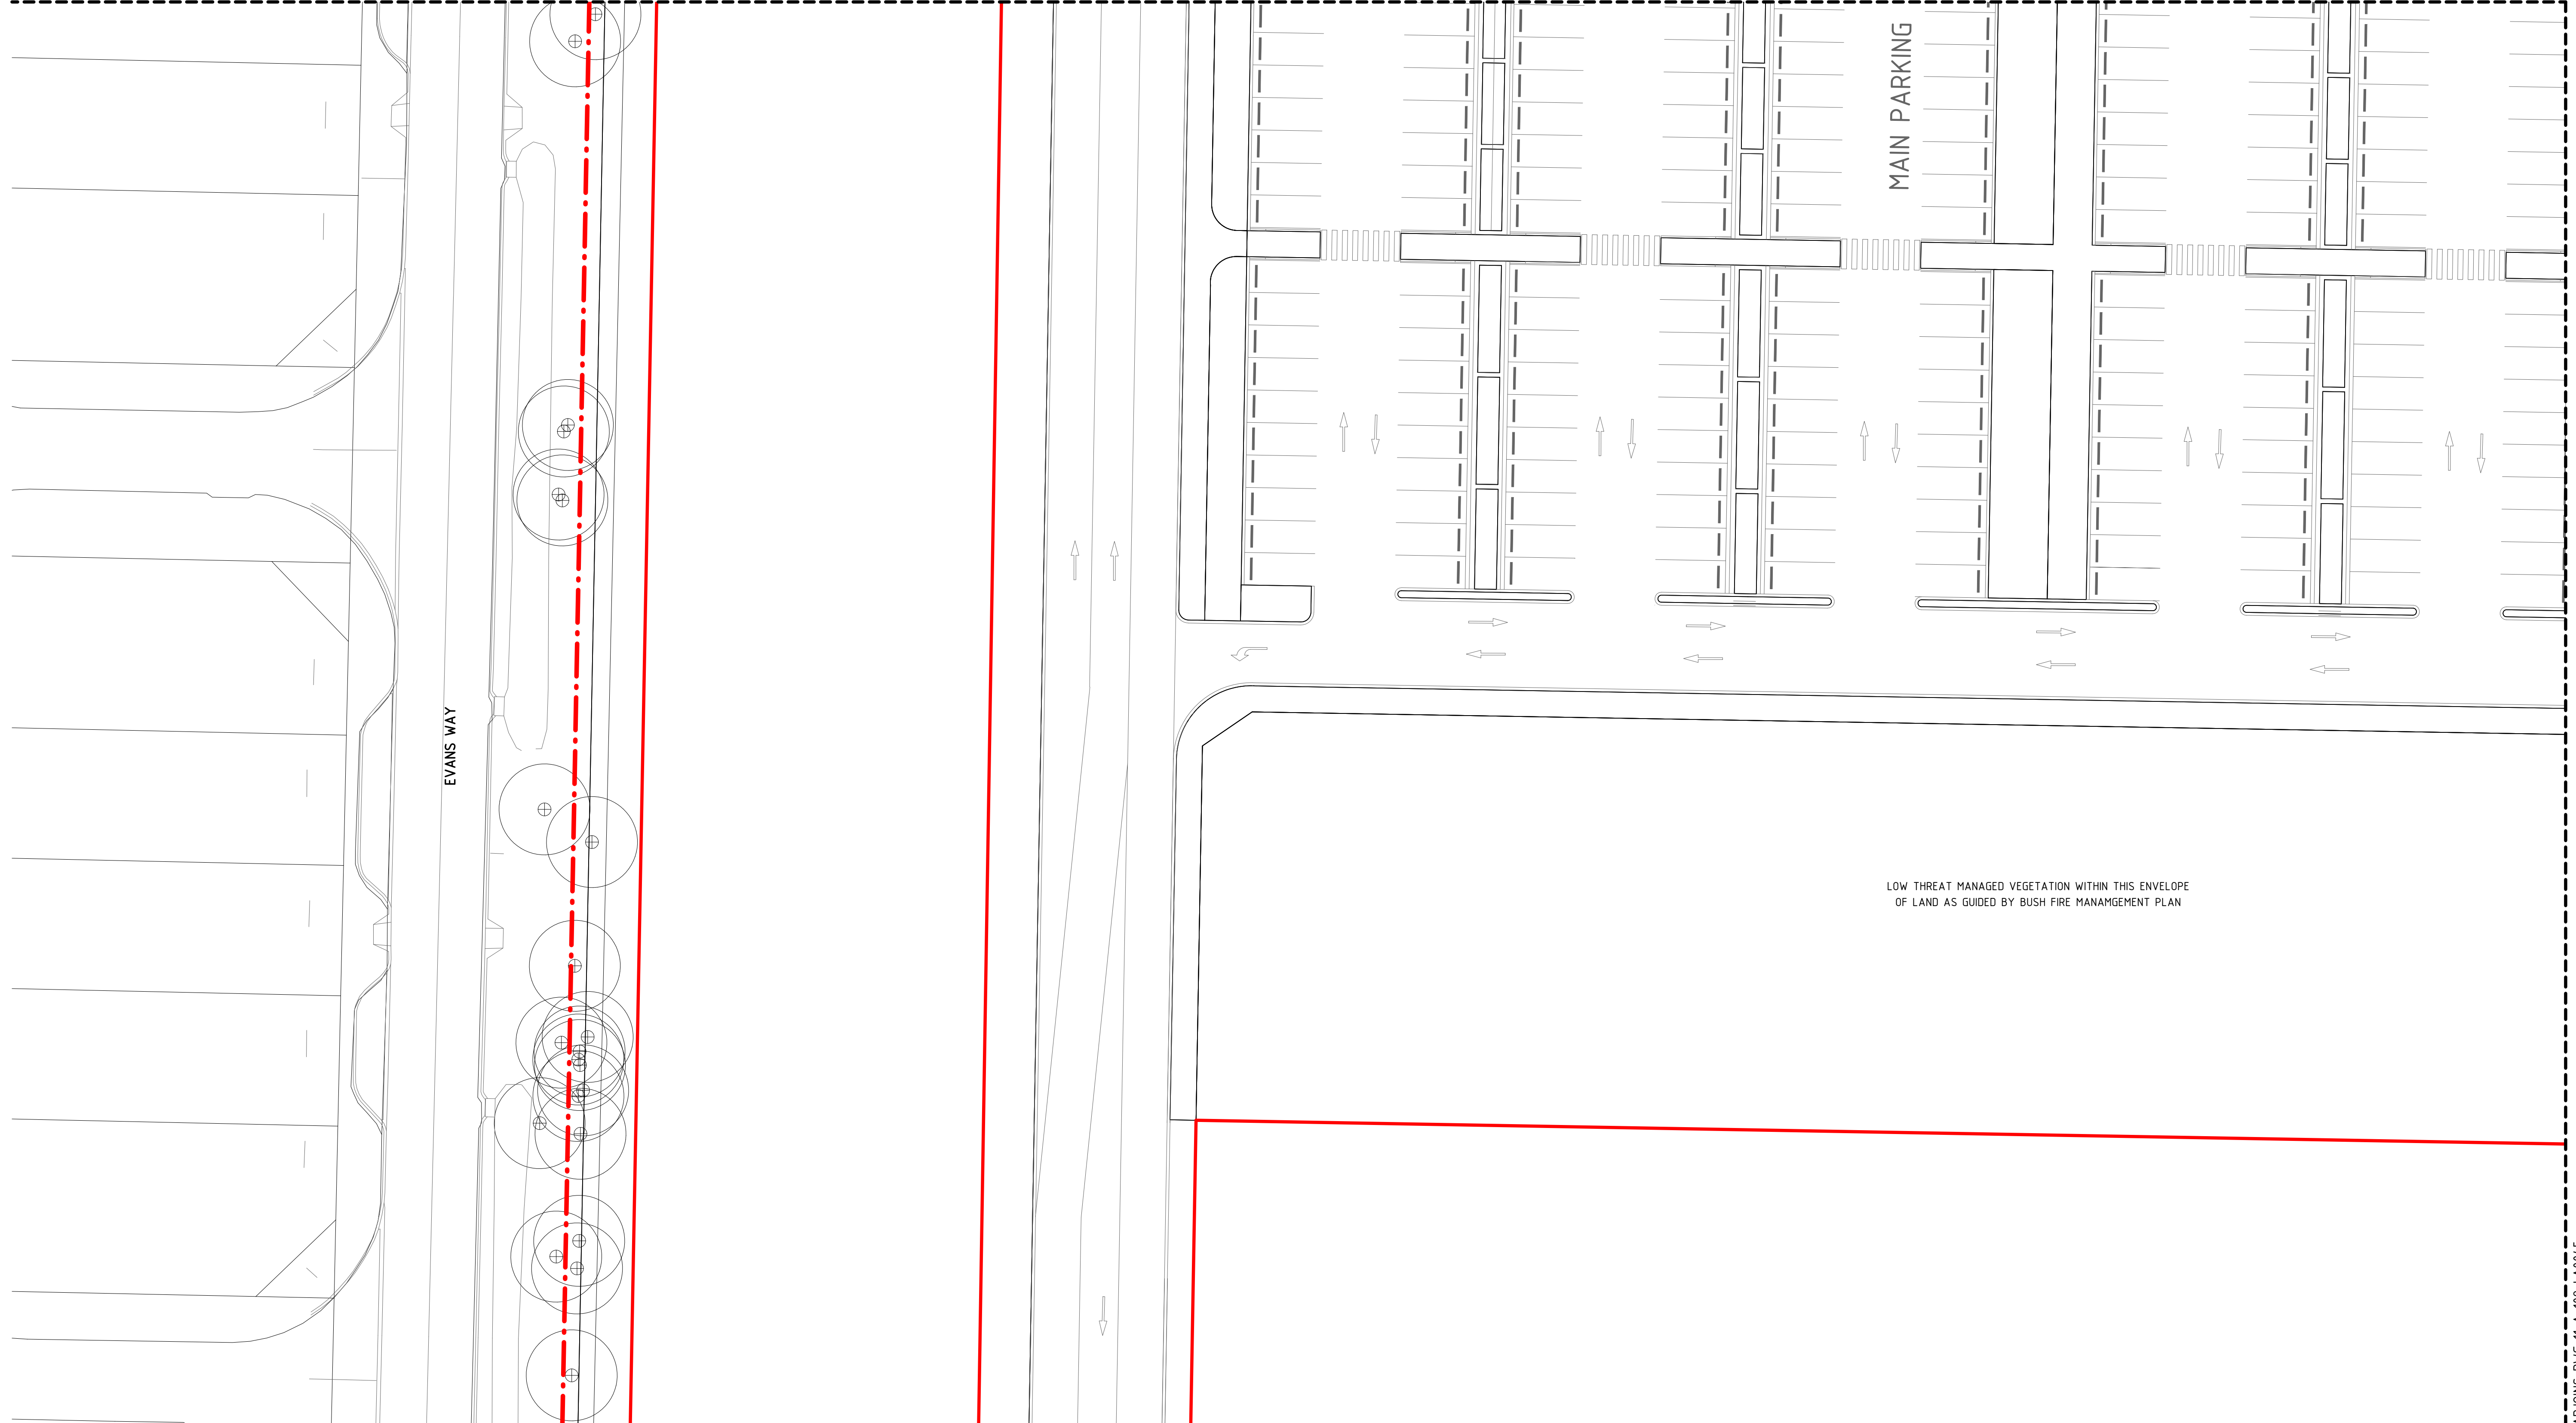 MAIN PARKING
EVANS WAY
LOW THREAT MANAGED VEGETATION WITHIN THIS ENVELOPE
OF LAND AS GUIDED BY BUSH FIRE MANAMGEMENT PLAN